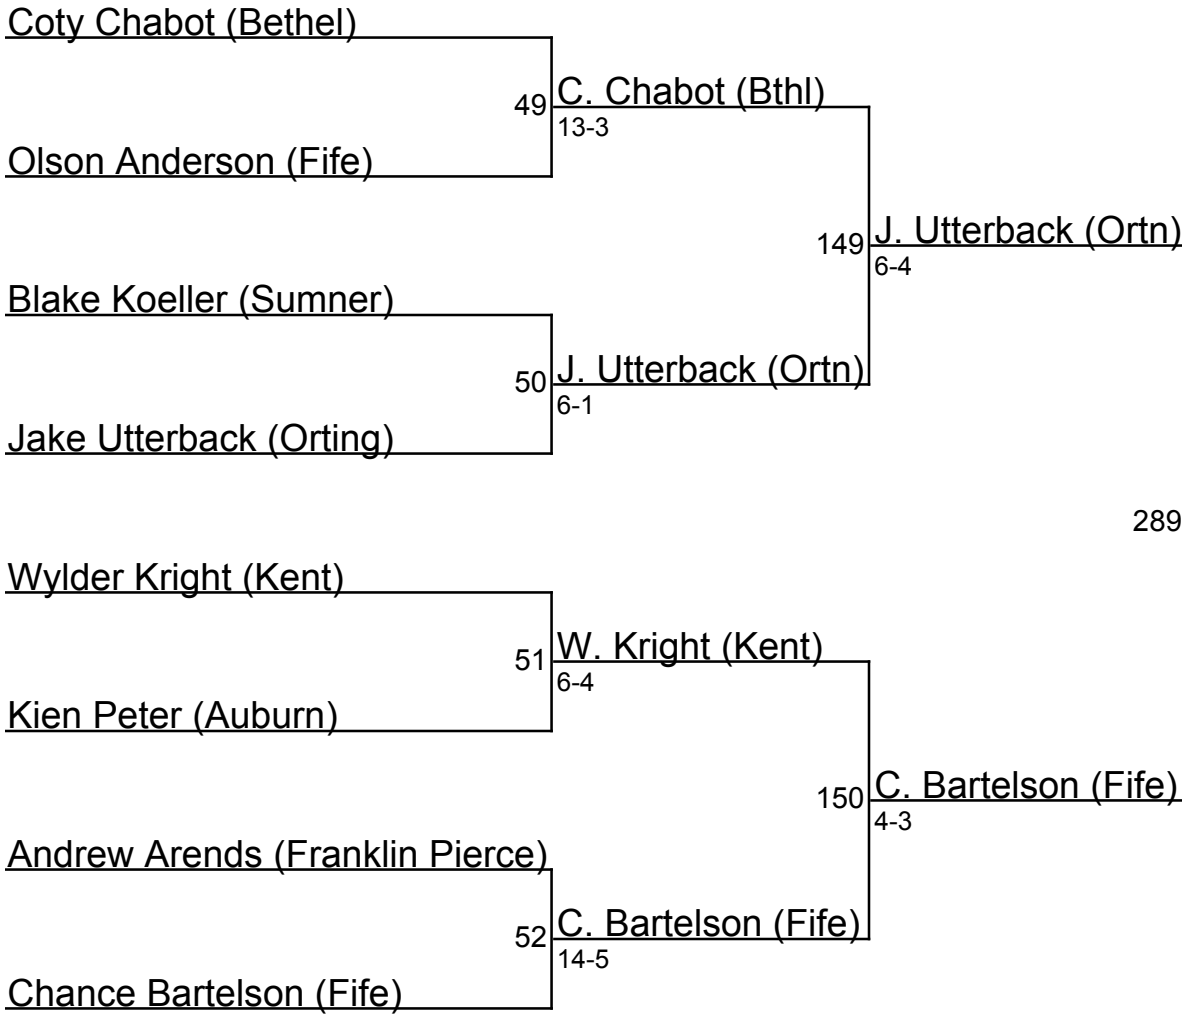 Coty Chabot (Bethel)
49 C. Chabot (Bthl)
13-3
Olson Anderson (Fife)
149 J. Utterback (Ortn)
6-4
Blake Koeller (Sumner)
50 J. Utterback (Ortn)
6-1
Jake Utterback (Orting)
289
Wylder Kright (Kent)
51 W. Kright (Kent)
6-4
Kien Peter (Auburn)
150 C. Bartelson (Fife)
4-3
Andrew Arends (Franklin Pierce)
52 C. Bartelson (Fife)
14-5
Chance Bartelson (Fife)